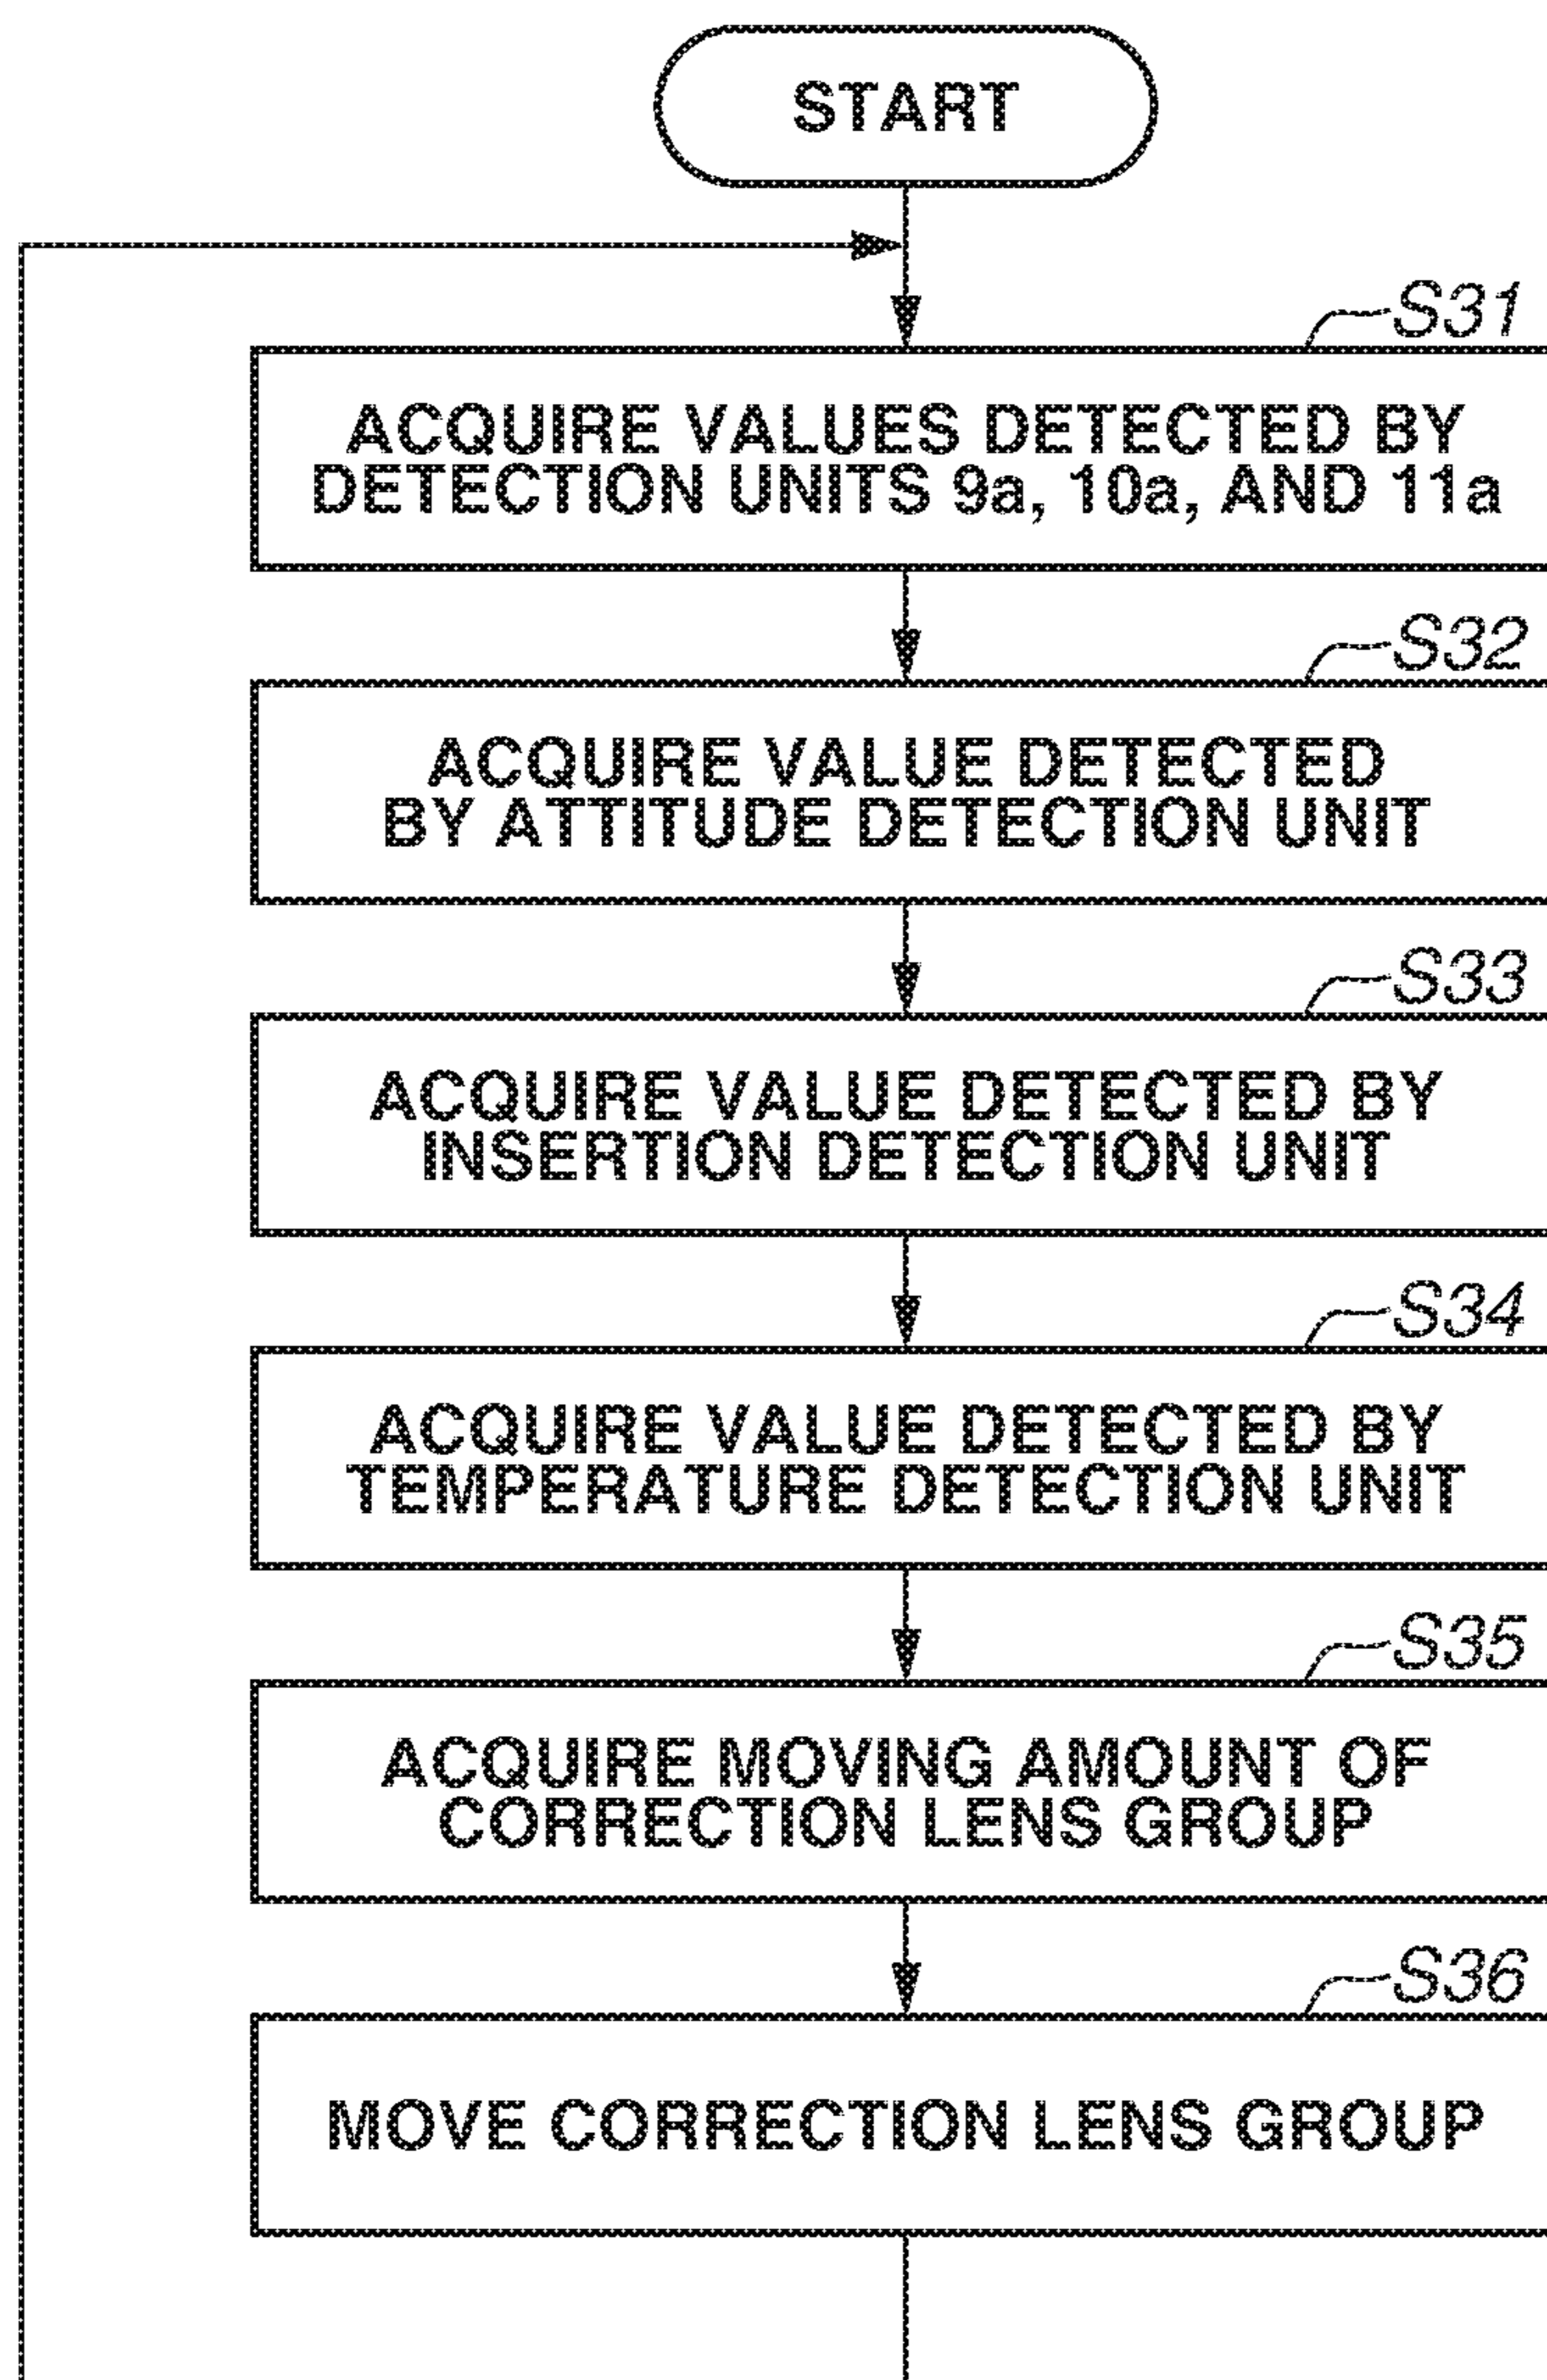 START
S31
ACQUIRE VALUES DETECTED BY
DETECTION UNITS 9a, 10a, AND 11a
S32
ACQUIRE VALUE DETECTED
BY ATTITUDE DETECTION UNIT
S33
ACQUIRE VALUE DETECTED BY
INSERTION DETECTION UNIT
S34
ACQUIRE VALUE DETECTED BY
TEMPERATURE DETECTION UNIT
S35
ACQUIRE MOVING AMOUNT OF
CORRECTION LENS GROUP
S36
MOVE CORRECTION LENS GROUP